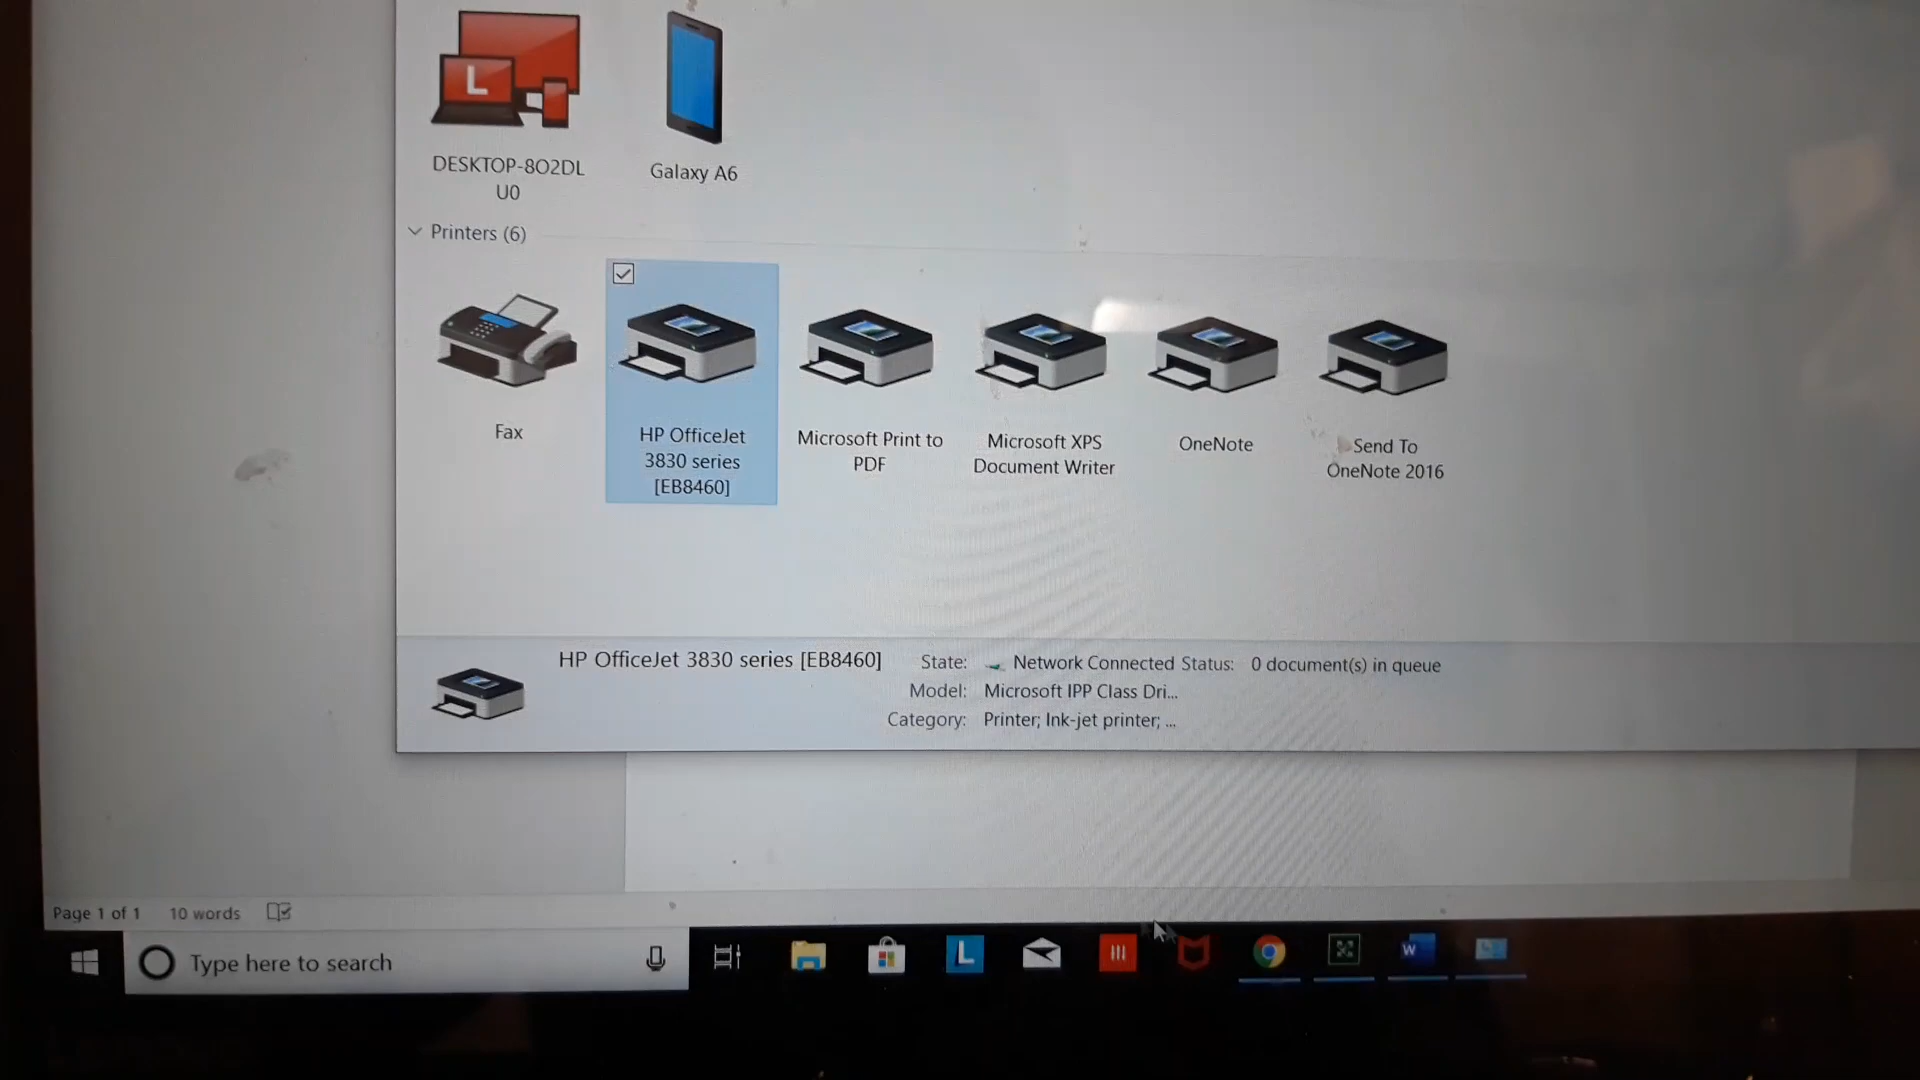 L
DESKTOP-8O2DL
U0
Galaxy A6
Printers (6)
Fax
HP OfficeJet
3830 series
[EB8460]
Microsoft Print to
PDF
Microsoft XPS
Document Writer
OneNote
Send To
OneNote 2016
HP OfficeJet 3830 series [EB8460]
State: Network Connected Status: 0 document(s) in queue
Model: Microsoft IPP Class Dri...
Category: Printer; Ink-jet printer; ...
Page 1 of 1 10 words
Type here to search
L
W